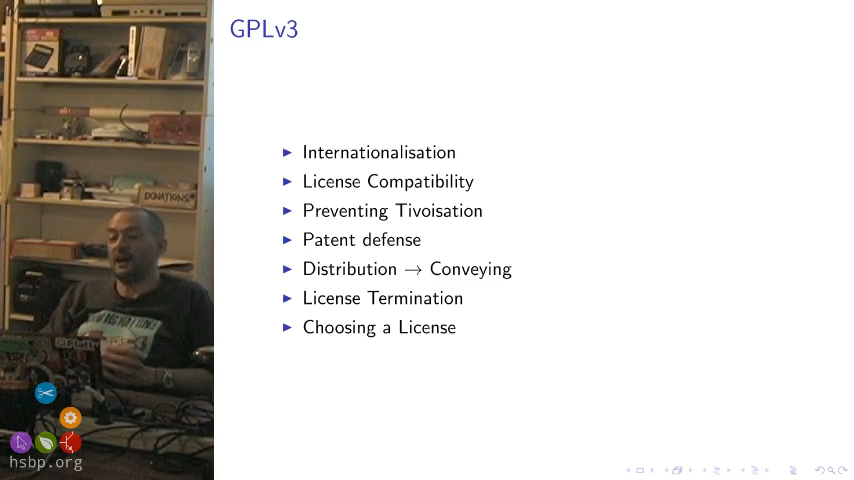 GPLv3
▶ Internationalisation
▶ License Compatibility
▶ Preventing Tivoisation
▶ Patent defense
▶ Distribution → Conveying
▶ License Termination
▶ Choosing a License
DONATIONS
hsbp.org